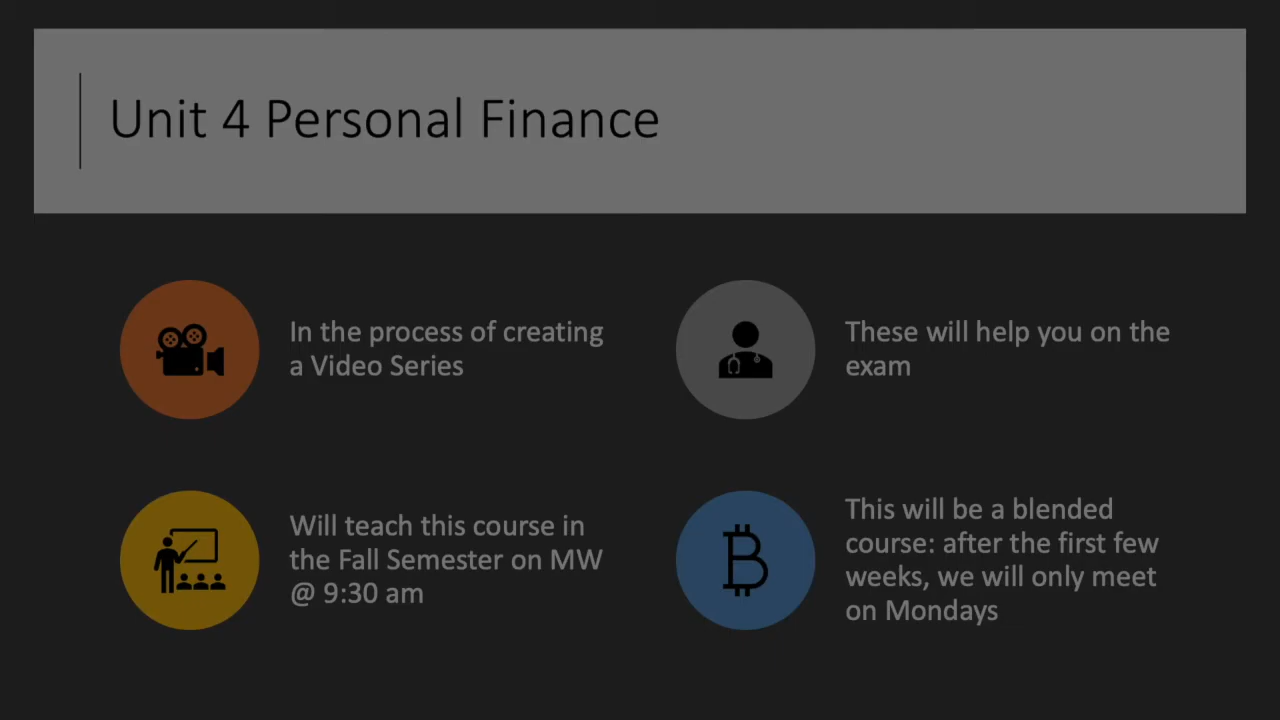 Unit 4 Personal Finance
In the process of creating
a Video Series
These will help you on the
exam
Will teach this course in
the Fall Semester on MW
@ 9:30 am
This will be a blended
course: after the first few
weeks, we will only meet
on Mondays